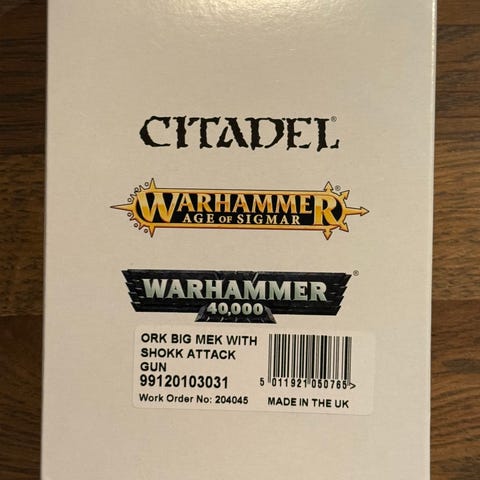 CITADEL®
WARHAMMER®
AGE OF SIGMAR
WARHAMMER®
40,000
ORK BIG MEK WITH
SHOKK ATTACK
GUN
99120103031
Work Order No: 204045
5 011921 050765 >
MADE IN THE UK